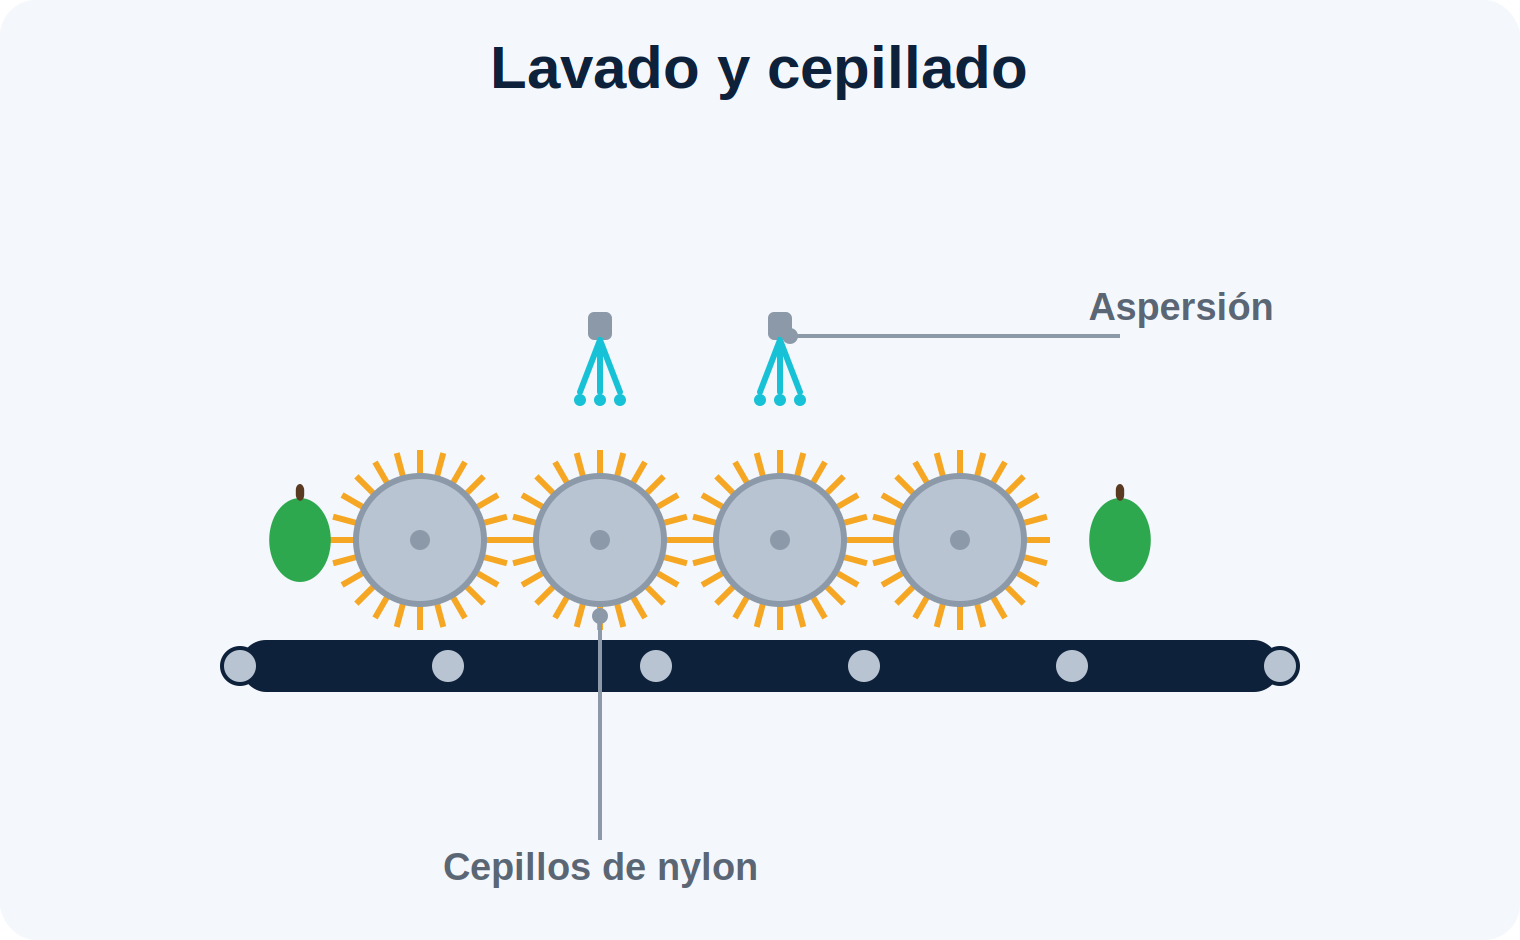 Lavado y cepillado
Aspersión
Cepillos de nylon